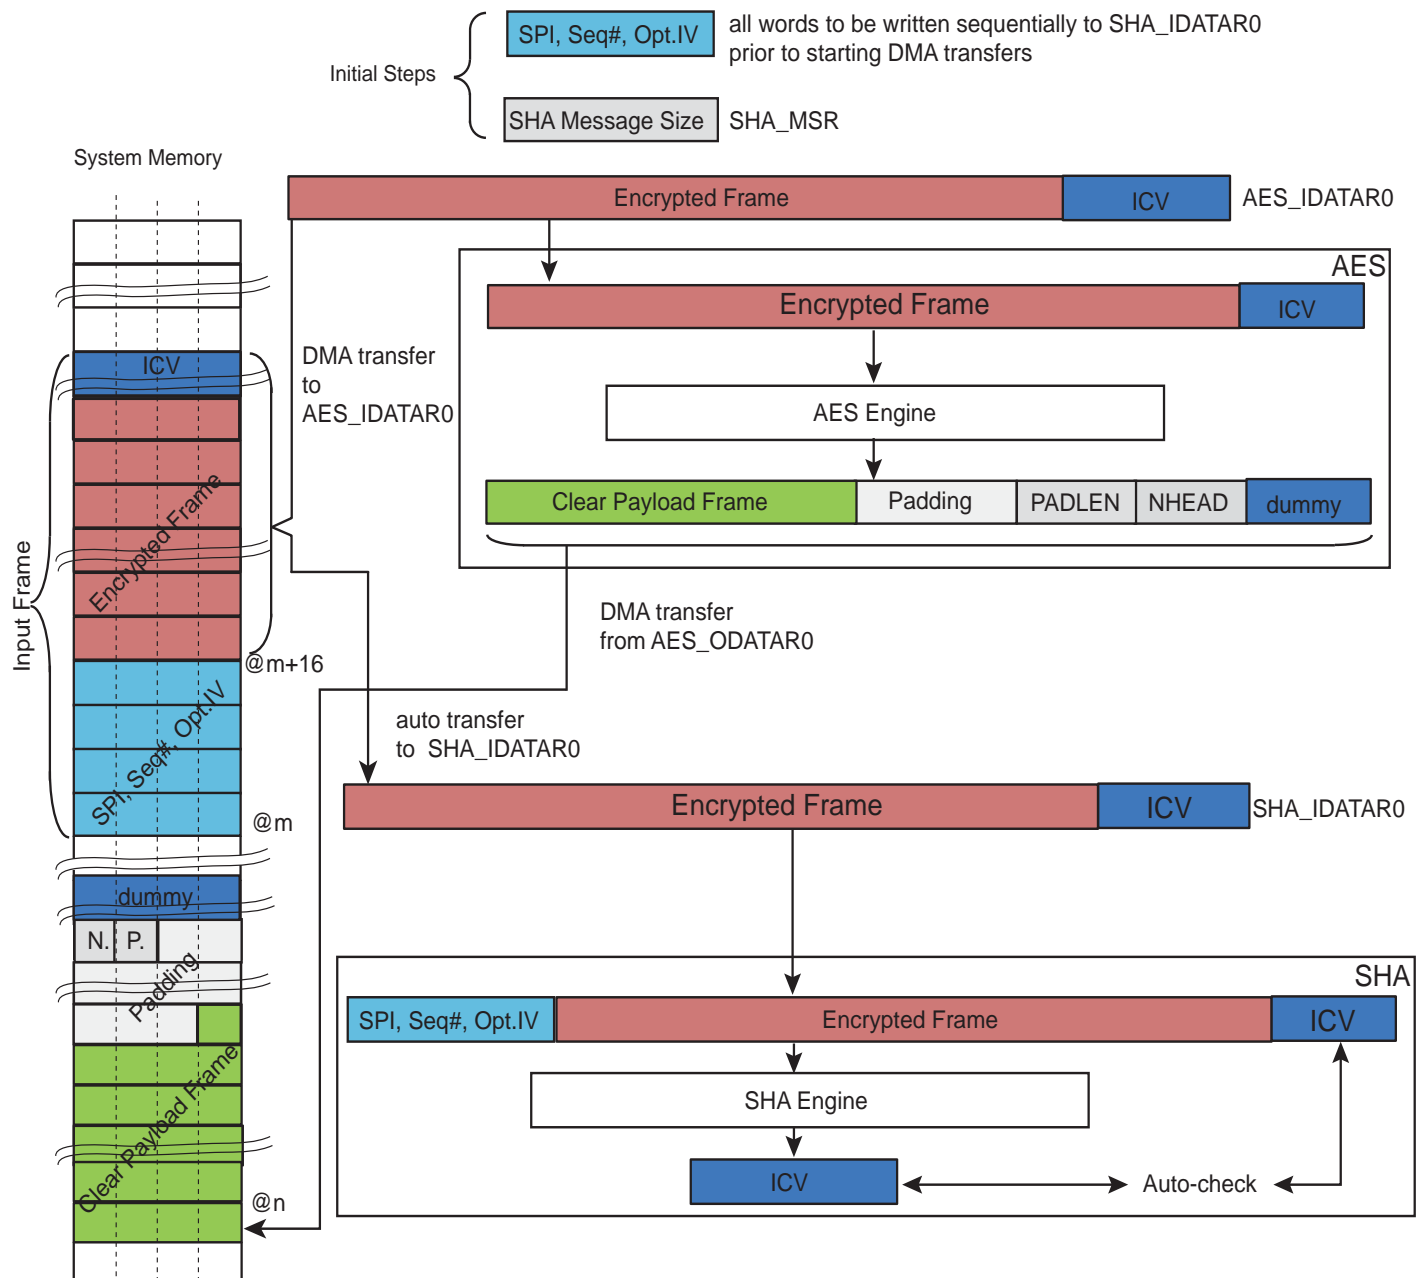 SPI, Seq#, Opt.IV
all words to be written sequentially to SHA_IDATAR0
prior to starting DMA transfers
Initial Steps
SHA Message Size
SHA_MSR
System Memory
Encrypted Frame
ICV
AES_IDATAR0
AES
Encrypted Frame
ICV
DMA transfer
to
AES_IDATAR0
AES Engine
Clear Payload Frame
Padding
PADLEN
NHEAD
dummy
DMA transfer
from AES_ODATAR0
ICV
Encrypted Frame
Input Frame
@m+16
SPI, Seq#, Opt.IV
@m
auto transfer
to SHA_IDATAR0
Encrypted Frame
ICV
SHA_IDATAR0
dummy
N.
P.
Padding
Clear Payload Frame
@n
SHA
SPI, Seq#, Opt.IV
Encrypted Frame
ICV
SHA Engine
ICV
Auto-check